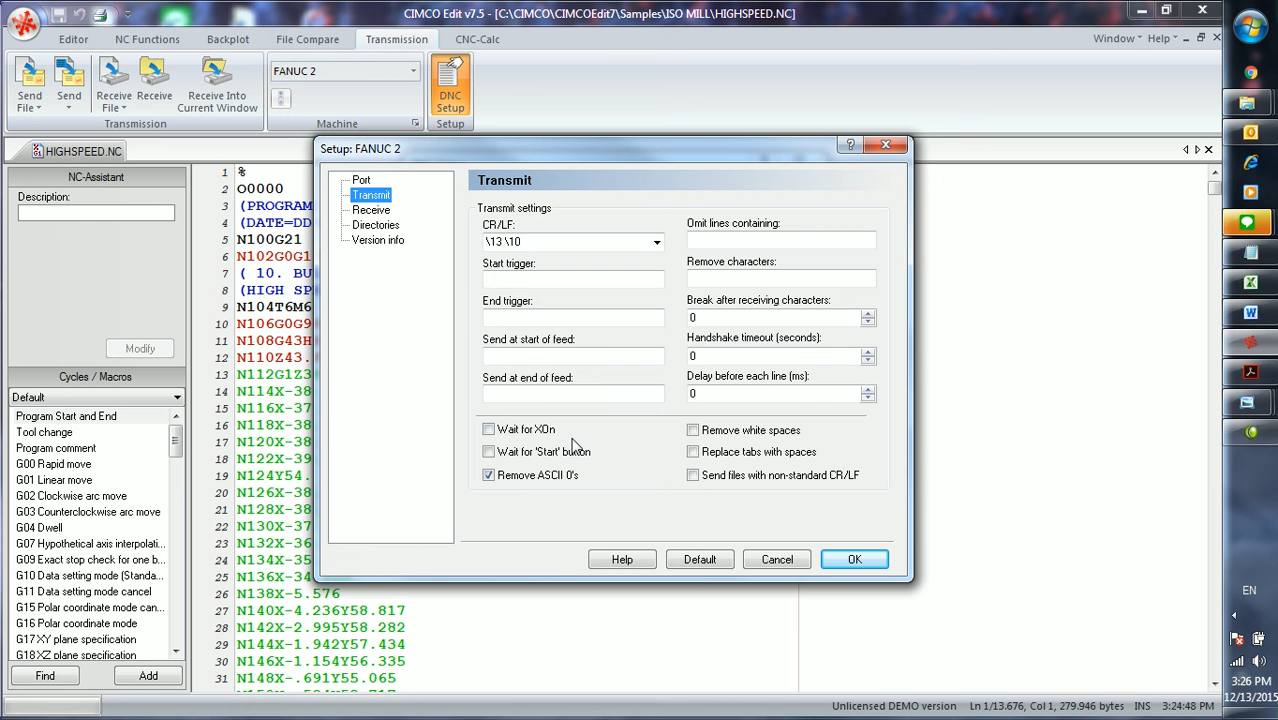 CIMCO Edit v7.5 - [C:\CIMCO\CIMCOEdit7\Samples\ISO MILL\HIGHSPEED.NC]
Editor NC Functions Backplot File Compare Transmission CNC-Calc Window Help
FANUC 2
Send File
Send
Receive File
Receive
Receive Into Current Window
DNC Setup
Transmission Machine Setup
HIGHSPEED.NC
NC-Assistant
Description:
Modify
Cycles / Macros
Default
Program Start and End
Tool change
Program comment
G00 Rapid move
G01 Linear move
G02 Clockwise arc move
G03 Counterclockwise arc move
G04 Dwell
G07 Hypothetical axis interpolati...
G09 Exact stop check for one b...
G10 Data setting mode (Standa...
G11 Data setting mode cancel
G15 Polar coordinate mode can...
G16 Polar coordinate mode
G17 XY plane specification
G18 XZ plane specification
Find Add
1 %
2 O0000
3 (PROGRAM
4 (DATE=DD
5 N100G21
6 N102G0G1
7 ( 10. BU
8 (HIGH SP
9 N104T6M6
10 N106G0G9
11 N108G43H
12 N110Z43.
13 N112G1Z3
14 N114X-38
15 N116X-37
16 N118X-38
17 N120X-38
19 N124Y54.
20 N126X-38
21 N128X-38
22 N130X-37
23 N132X-36
24 N134X-35
25 N136X-34
26 N138X-5.576
27 N140X-4.236Y58.817
28 N142X-2.995Y58.282
29 N144X-1.942Y57.434
30 N146X-1.154Y56.335
31 N148X-.691Y55.065
Setup: FANUC 2
Port
Transmit
Receive
Directories
Version info
Transmit
Transmit settings
CR/LF:
\13 \10
Start trigger:
End trigger:
Send at start of feed:
Send at end of feed:
Omit lines containing:
Remove characters:
Break after receiving characters:
0
Handshake timeout (seconds):
0
Delay before each line (ms):
0
Wait for XOn
Wait for 'Start' button
Remove ASCII 0's
Remove white spaces
Replace tabs with spaces
Send files with non-standard CR/LF
Help Default Cancel OK
Unlicensed DEMO version Ln 1/13.676, Col 1, 279.946 bytes INS 3:24:48 PM
EN
3:26 PM
12/13/2015